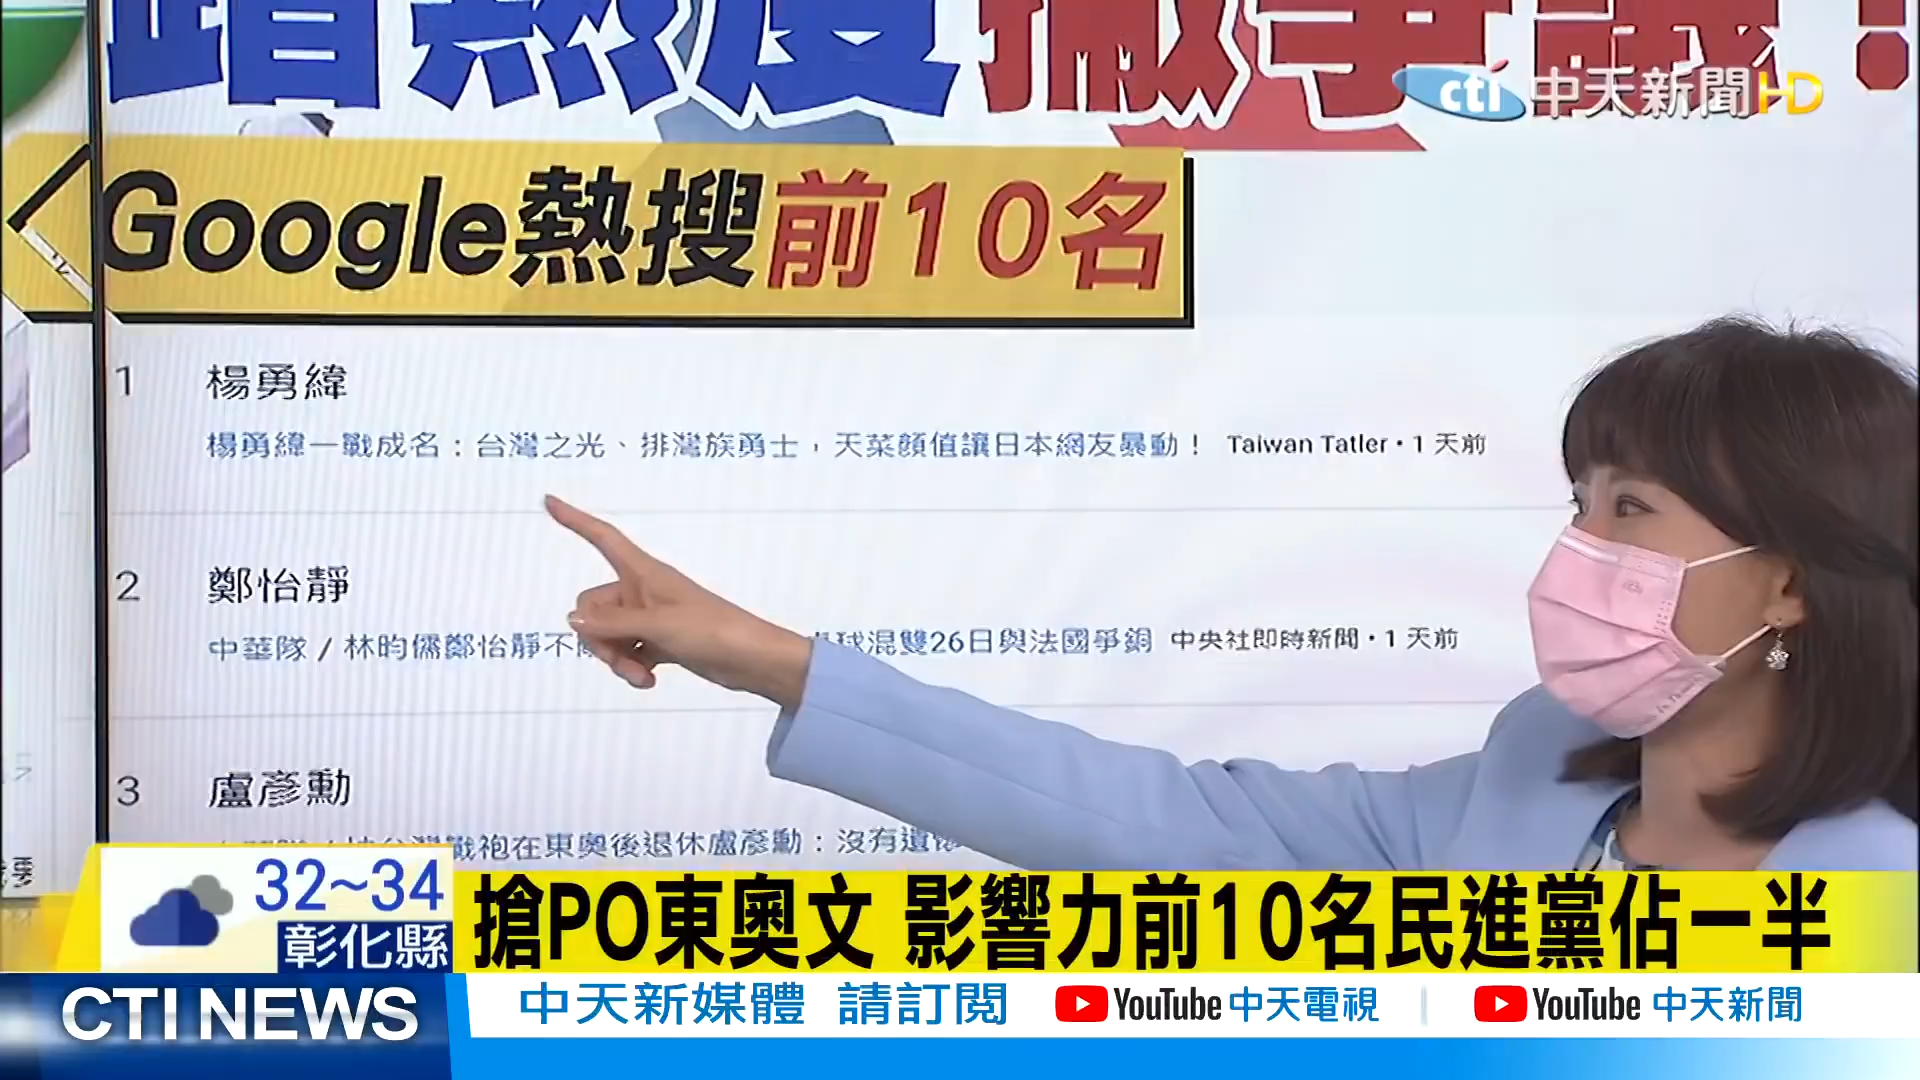 踏熱度撇爭議!
cti 中天新聞HD
Google熱搜前10名
1 楊勇緯
楊勇緯一戰成名：台灣之光、排灣族勇士，天菜顏值讓日本網友暴動！ Taiwan Tatler・1 天前
2 鄭怡靜
中華隊 / 林昀儒鄭怡靜不 球混雙26日與法國爭銅 中央社即時新聞・1 天前
3 盧彥勳
台灣戰袍在東奧後退休盧彥勳：沒有遺
32~34
彰化縣
搶PO東奧文 影響力前10名民進黨佔一半
CTI NEWS
中天新媒體 請訂閱 YouTube 中天電視 | YouTube 中天新聞